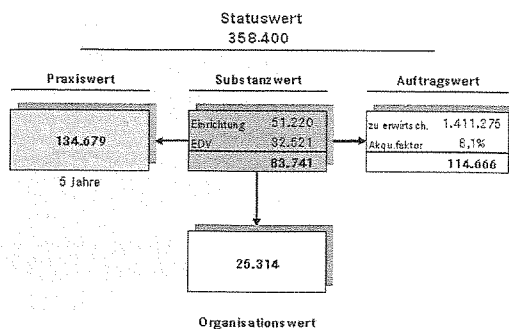 Statuswert
358.400
Praxiswert
Substanzwert
Auftragswert
134.679
5 Jahre
Einrichtung 51.220
EDV 32.521
83.741
zu erwirtsch. 1.411.275
Akqu.faktor 8,1%
114.666
25.314
Organisationswert